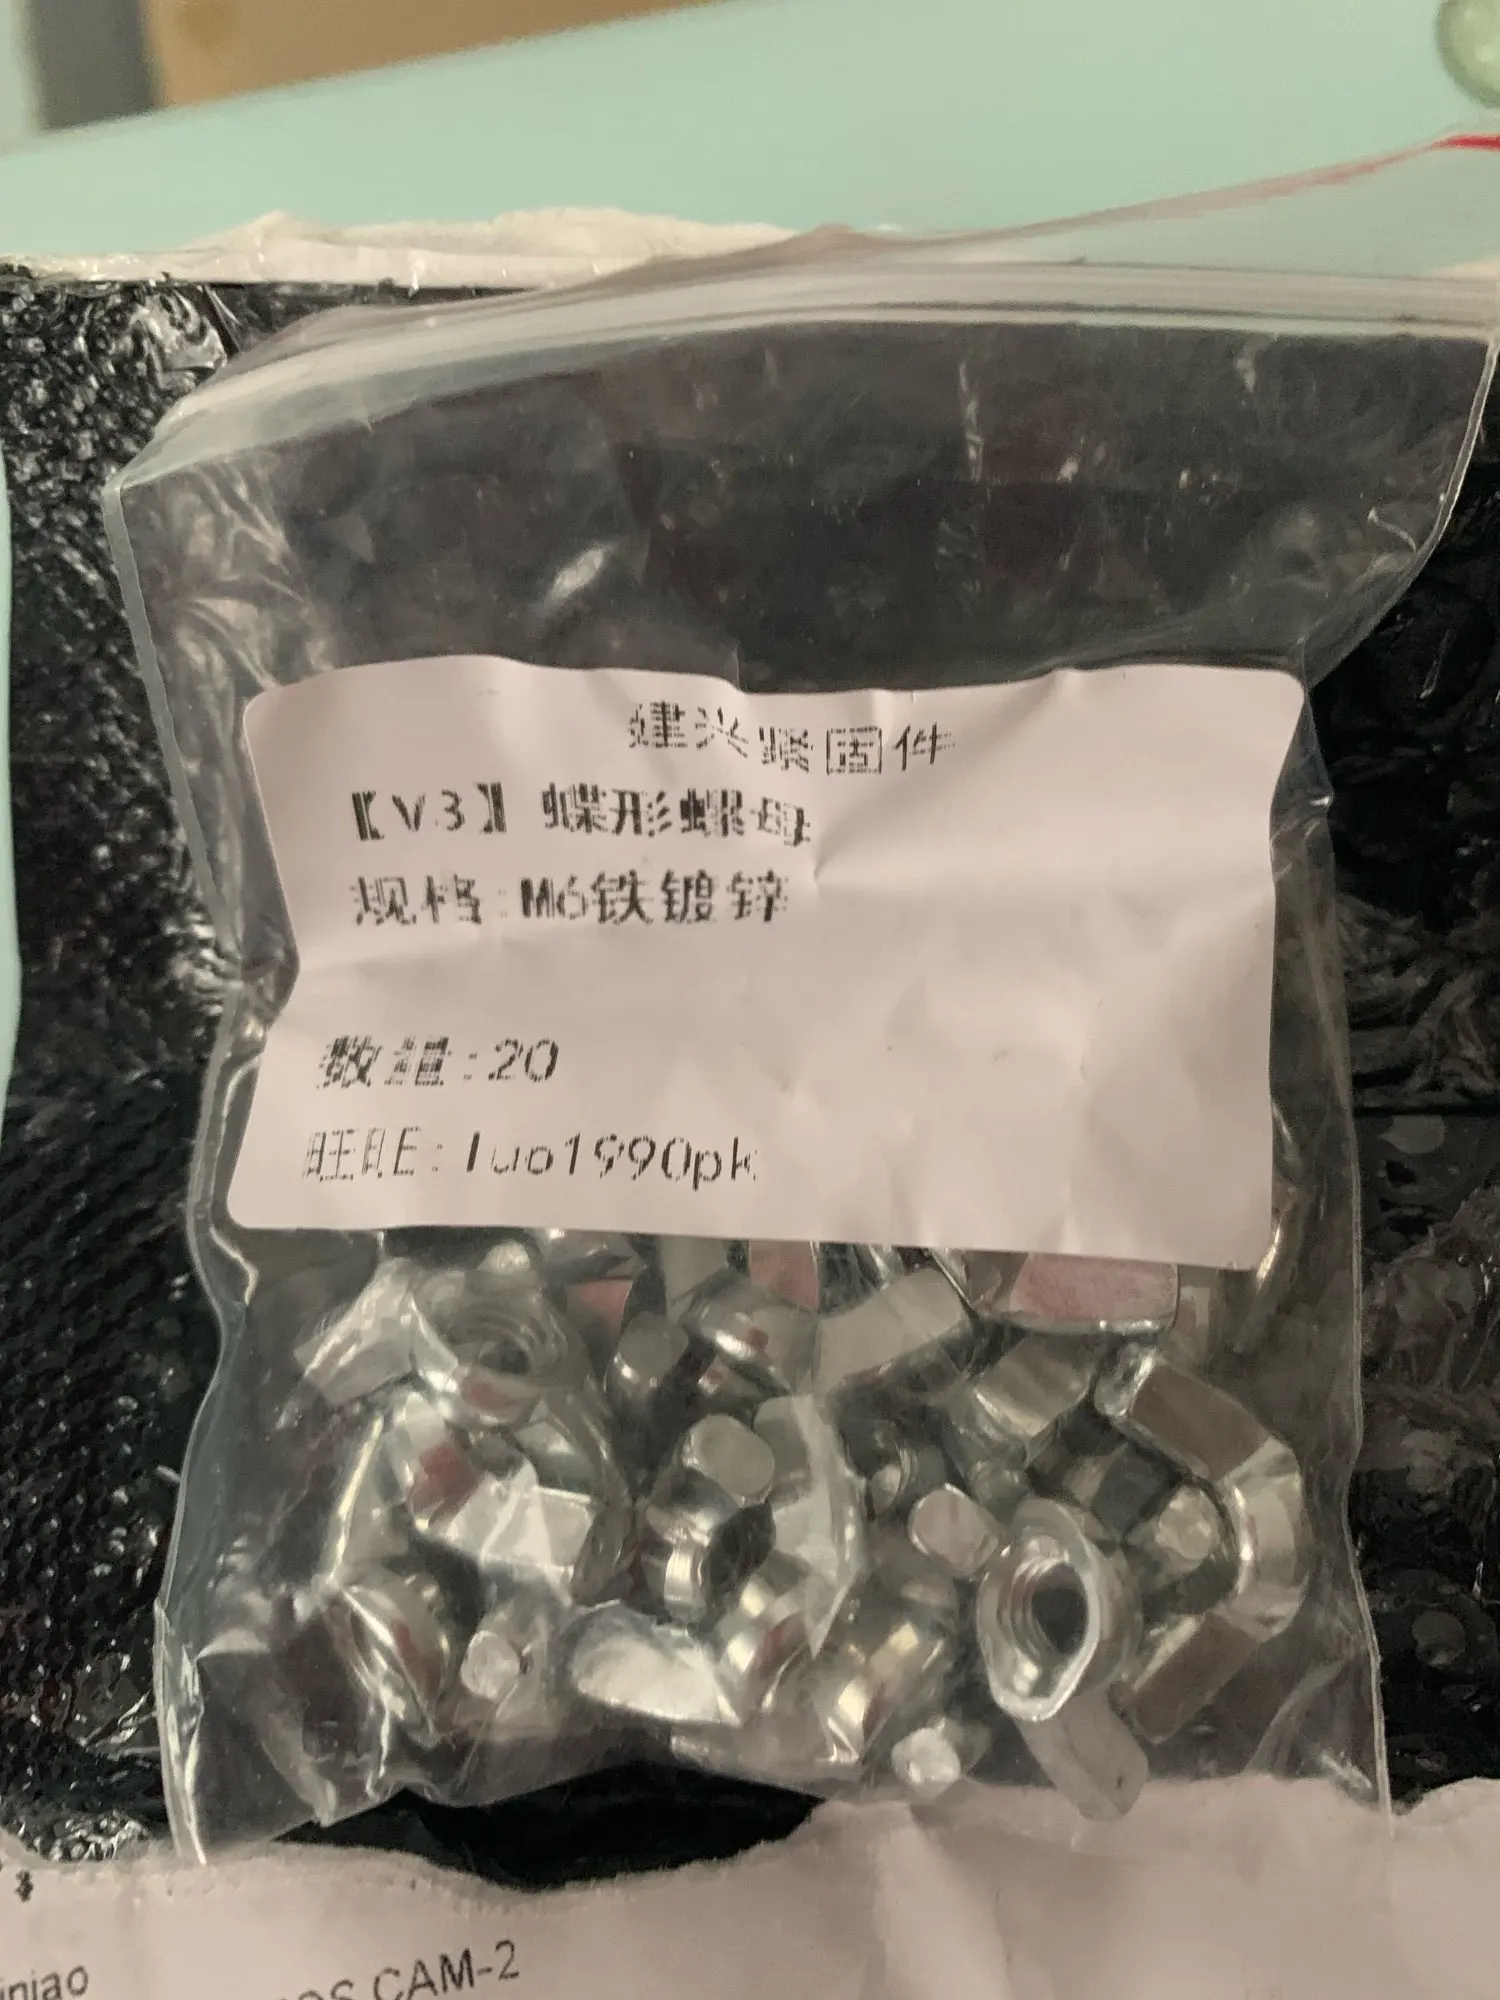 建兴紧固件
【V3】蝶形螺母
规格:M6铁镀锌
数量:20
旺旺:luo1990pk
CAM-2